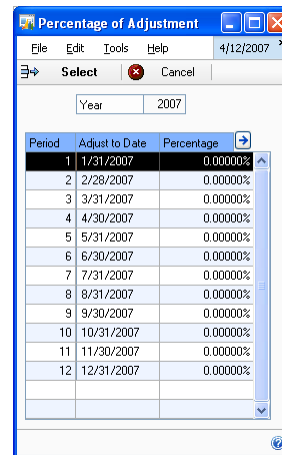 Percentage of Adjustment
File Edit Tools Help 4/12/2007
Select Cancel
Year 2007
Period Adjust to Date Percentage
1 1/31/2007 0.00000%
2 2/28/2007 0.00000%
3 3/31/2007 0.00000%
4 4/30/2007 0.00000%
5 5/31/2007 0.00000%
6 6/30/2007 0.00000%
7 7/31/2007 0.00000%
8 8/31/2007 0.00000%
9 9/30/2007 0.00000%
10 10/31/2007 0.00000%
11 11/30/2007 0.00000%
12 12/31/2007 0.00000%